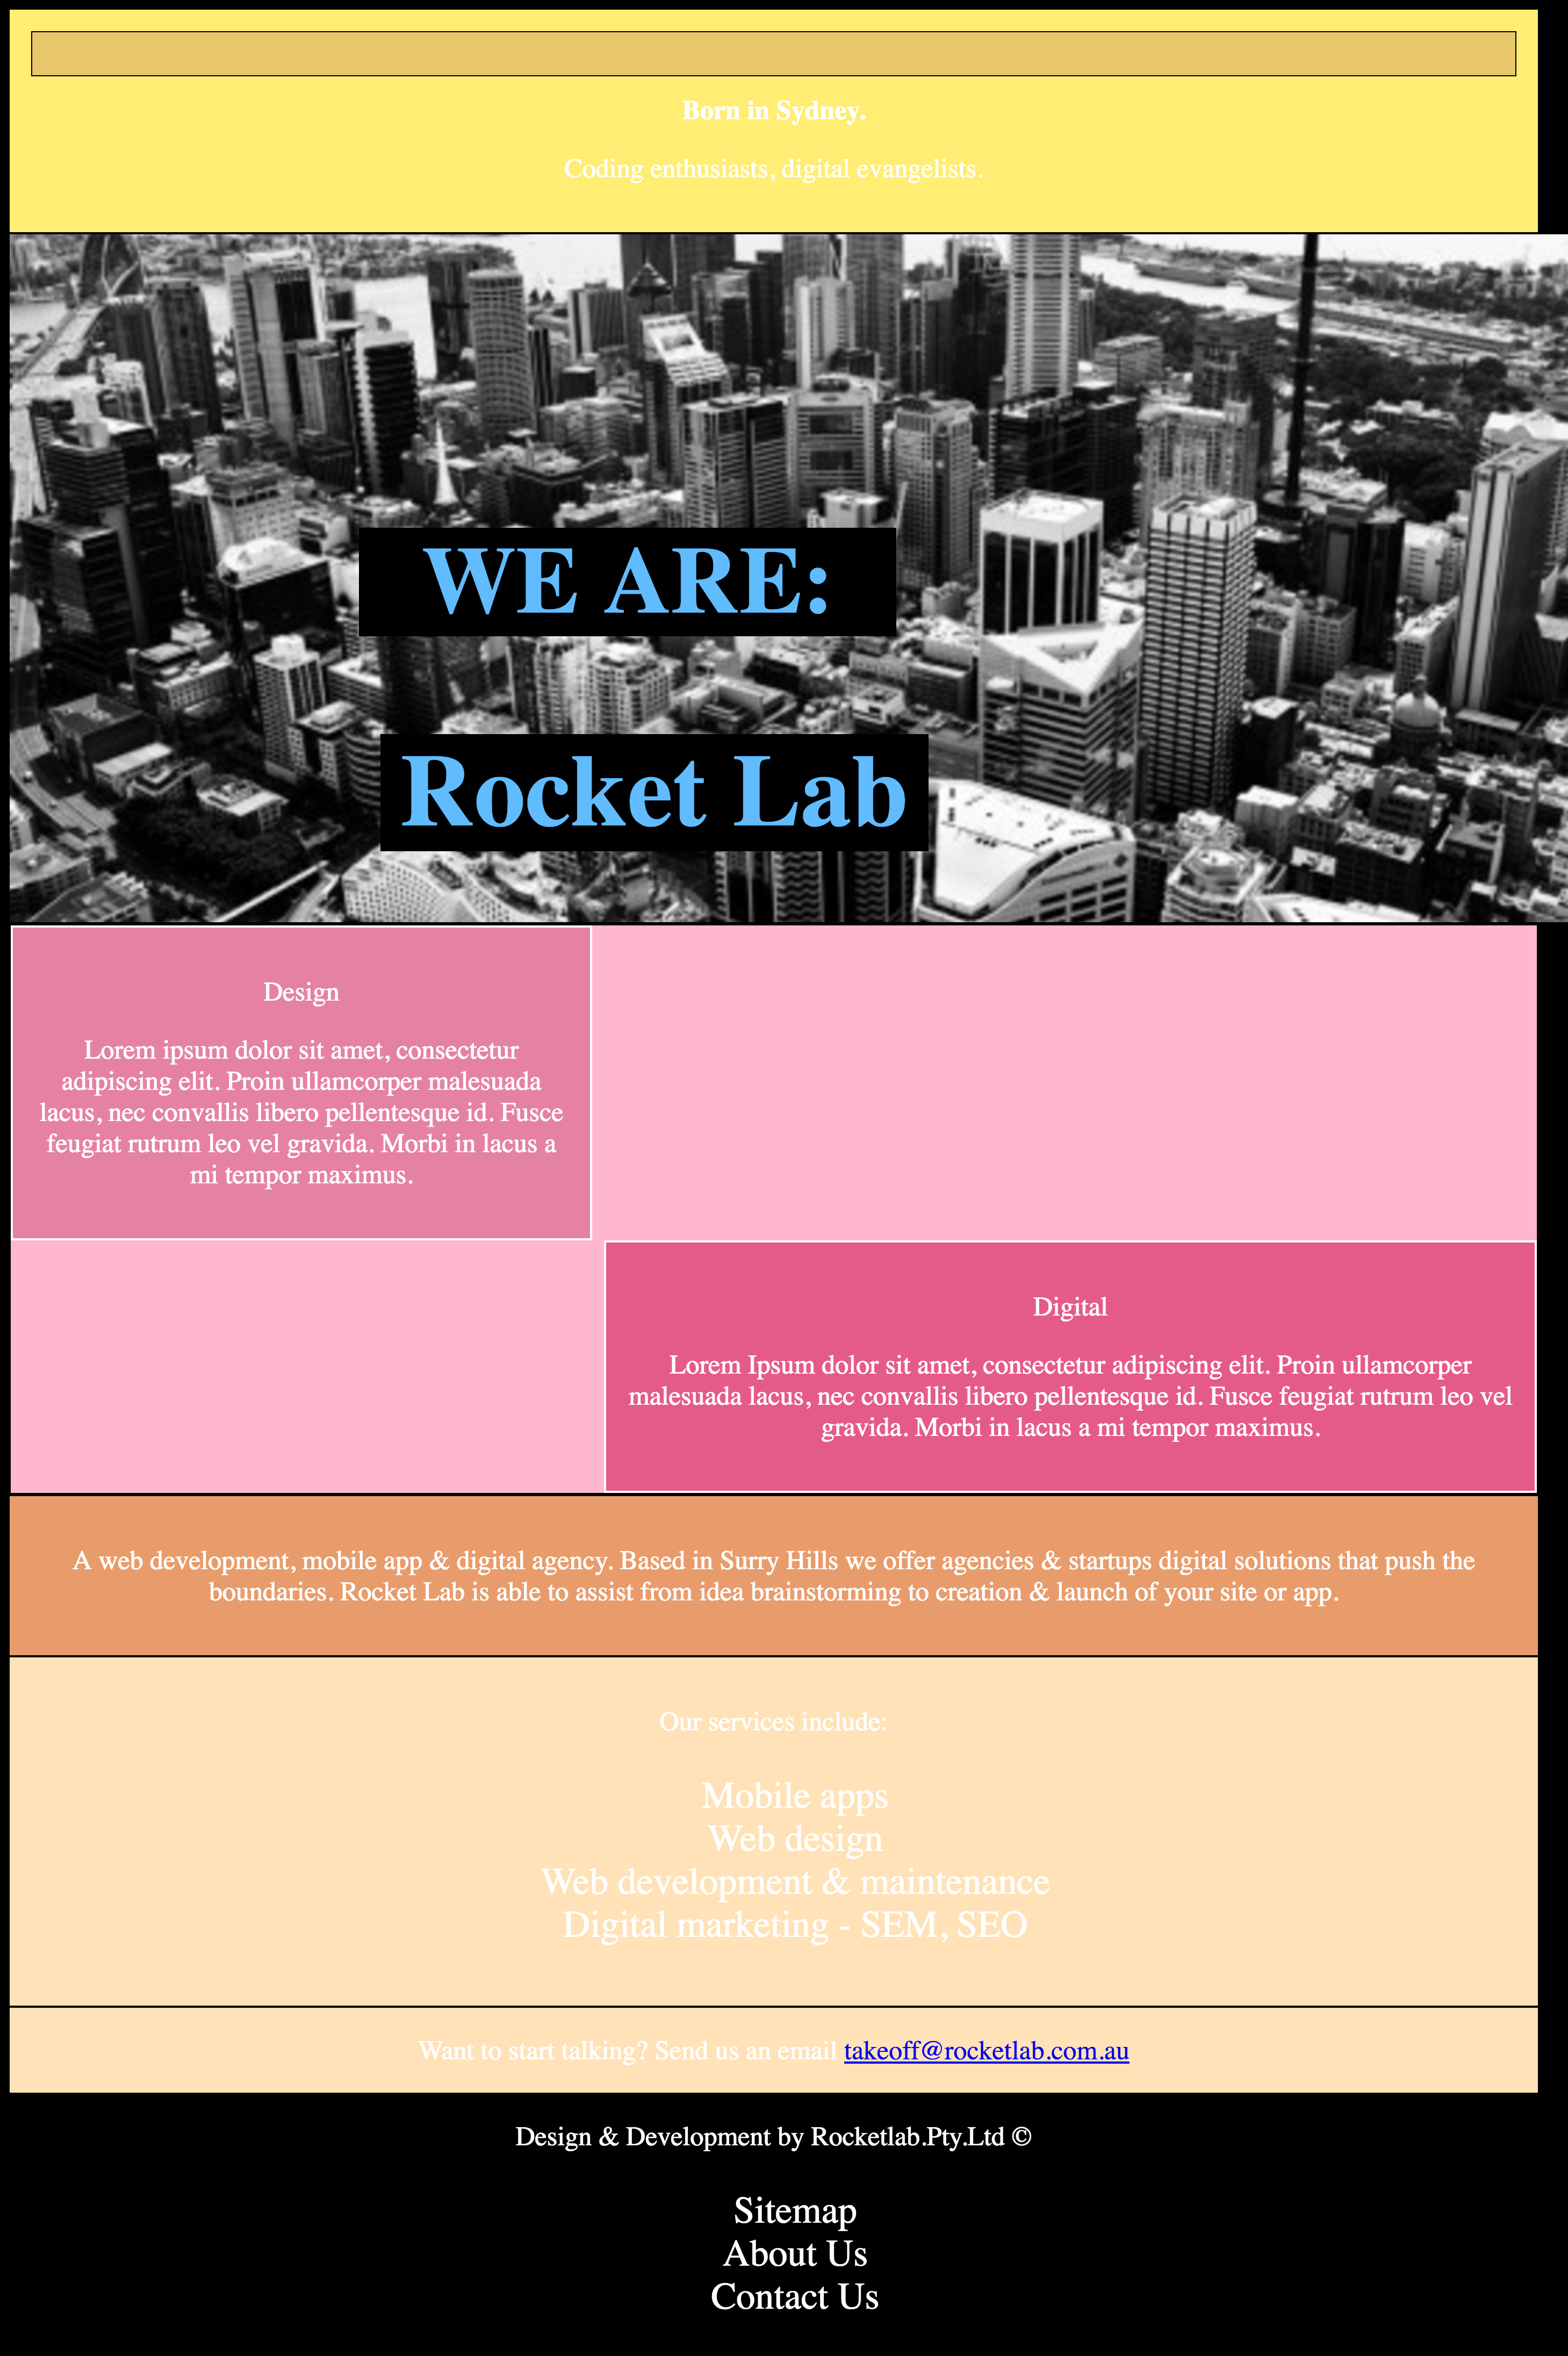 Born in Sydney.
Coding enthusiasts, digital evangelists.
WE ARE:
Rocket Lab
Design
Lorem ipsum dolor sit amet, consectetur
adipiscing elit. Proin ullamcorper malesuada
lacus, nec convallis libero pellentesque id. Fusce
feugiat rutrum leo vel gravida. Morbi in lacus a
mi tempor maximus.
Digital
Lorem Ipsum dolor sit amet, consectetur adipiscing elit. Proin ullamcorper
malesuada lacus, nec convallis libero pellentesque id. Fusce feugiat rutrum leo vel
gravida. Morbi in lacus a mi tempor maximus.
A web development, mobile app & digital agency. Based in Surry Hills we offer agencies & startups digital solutions that push the
boundaries. Rocket Lab is able to assist from idea brainstorming to creation & launch of your site or app.
Our services include:
Mobile apps
Web design
Web development & maintenance
Digital marketing - SEM, SEO
Want to start talking? Send us an email takeoff@rocketlab.com.au
Design & Development by Rocketlab.Pty.Ltd ©
Sitemap
About Us
Contact Us